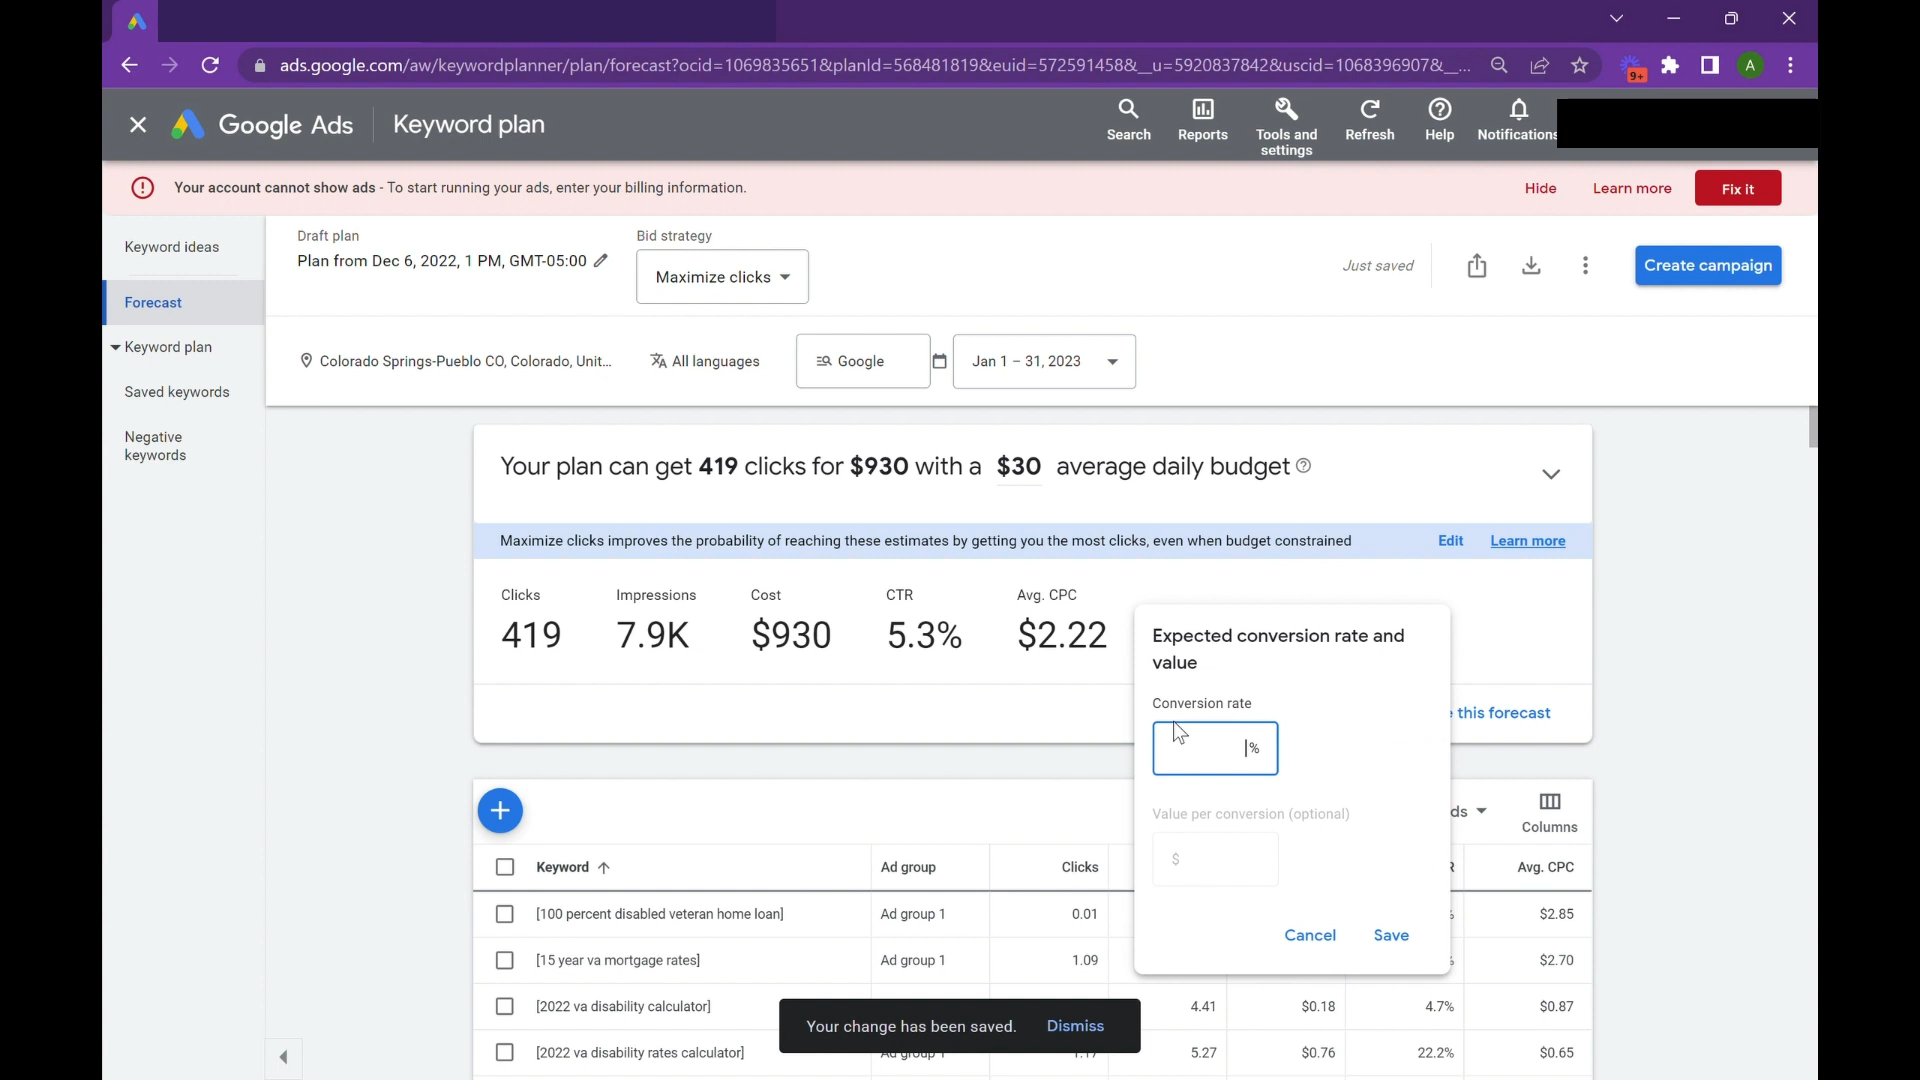 ads.google.com/aw/keywordplanner/plan/forecast?ocid=1069835651&planId=568481819&euid=572591458&__u=5920837842&uscid=1068396907&__...
9+
A
Google Ads
Keyword plan
Search
Reports
Tools and
settings
Refresh
Help
Notifications
Your account cannot show ads - To start running your ads, enter your billing information.
Hide
Learn more
Fix it
Keyword ideas
Forecast
Keyword plan
Saved keywords
Negative
keywords
Draft plan
Plan from Dec 6, 2022, 1 PM, GMT-05:00
Bid strategy
Maximize clicks
Just saved
Create campaign
Colorado Springs-Pueblo CO, Colorado, Unit...
All languages
Google
Jan 1 – 31, 2023
Your plan can get 419 clicks for $930 with a $30 average daily budget
Maximize clicks improves the probability of reaching these estimates by getting you the most clicks, even when budget constrained
Edit
Learn more
Clicks
Impressions
Cost
CTR
Avg. CPC
419
7.9K
$930
5.3%
$2.22
this forecast
Expected conversion rate and
value
Conversion rate
%
Value per conversion (optional)
$
Cancel
Save
Columns
Keyword
Ad group
Clicks
Avg. CPC
[100 percent disabled veteran home loan]
Ad group 1
0.01
$2.85
[15 year va mortgage rates]
Ad group 1
1.09
$2.70
[2022 va disability calculator]
4.41
$0.18
4.7%
$0.87
[2022 va disability rates calculator]
Ad group 1
1.17
5.27
$0.76
22.2%
$0.65
Your change has been saved.
Dismiss